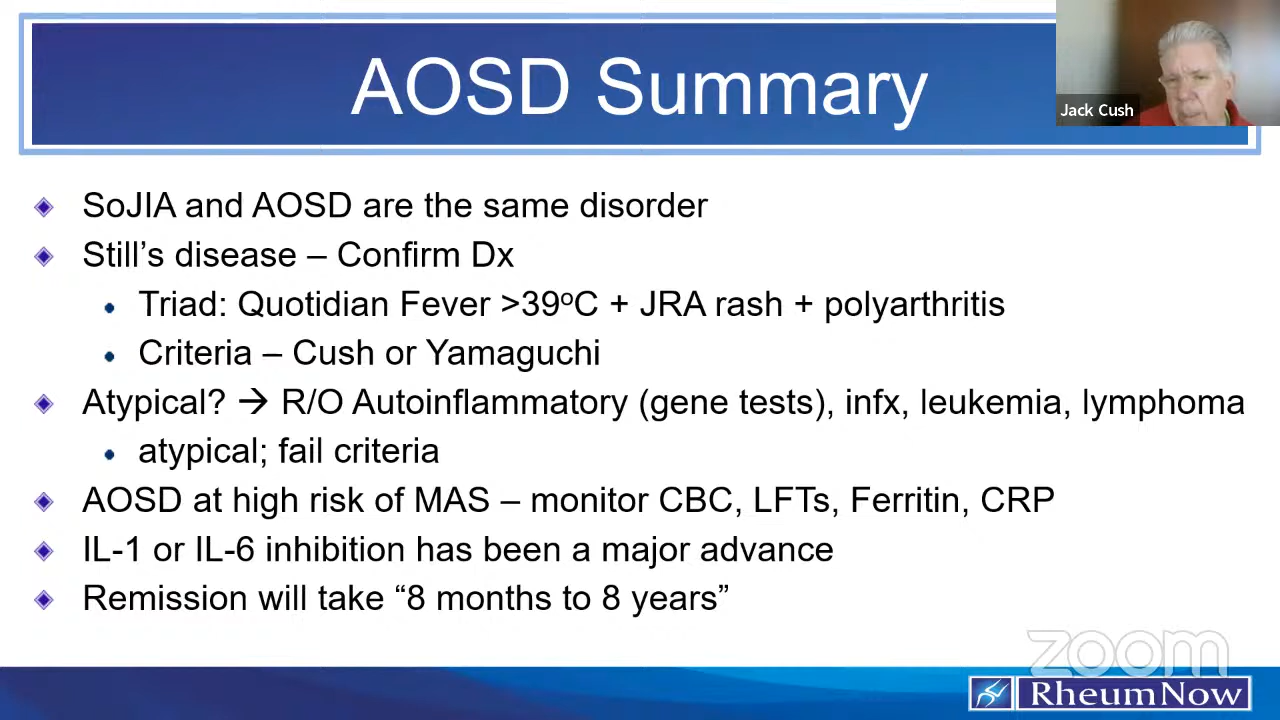 AOSD Summary
Jack Cush
SoJIA and AOSD are the same disorder
Still’s disease – Confirm Dx
Triad: Quotidian Fever >39ºC + JRA rash + polyarthritis
Criteria – Cush or Yamaguchi
Atypical? → R/O Autoinflammatory (gene tests), infx, leukemia, lymphoma
atypical; fail criteria
AOSD at high risk of MAS – monitor CBC, LFTs, Ferritin, CRP
IL-1 or IL-6 inhibition has been a major advance
Remission will take “8 months to 8 years”
zoom
RheumNow